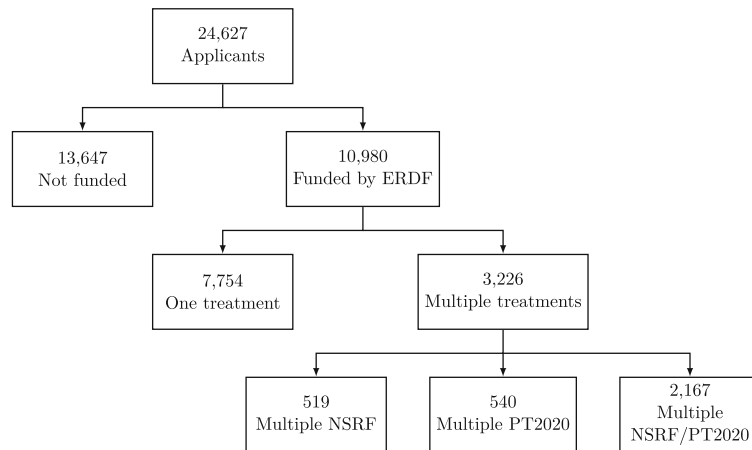 24,627
Applicants
13,647
Not funded
10,980
Funded by ERDF
7,754
One treatment
3,226
Multiple treatments
519
Multiple NSRF
540
Multiple PT2020
2,167
Multiple
NSRF/PT2020